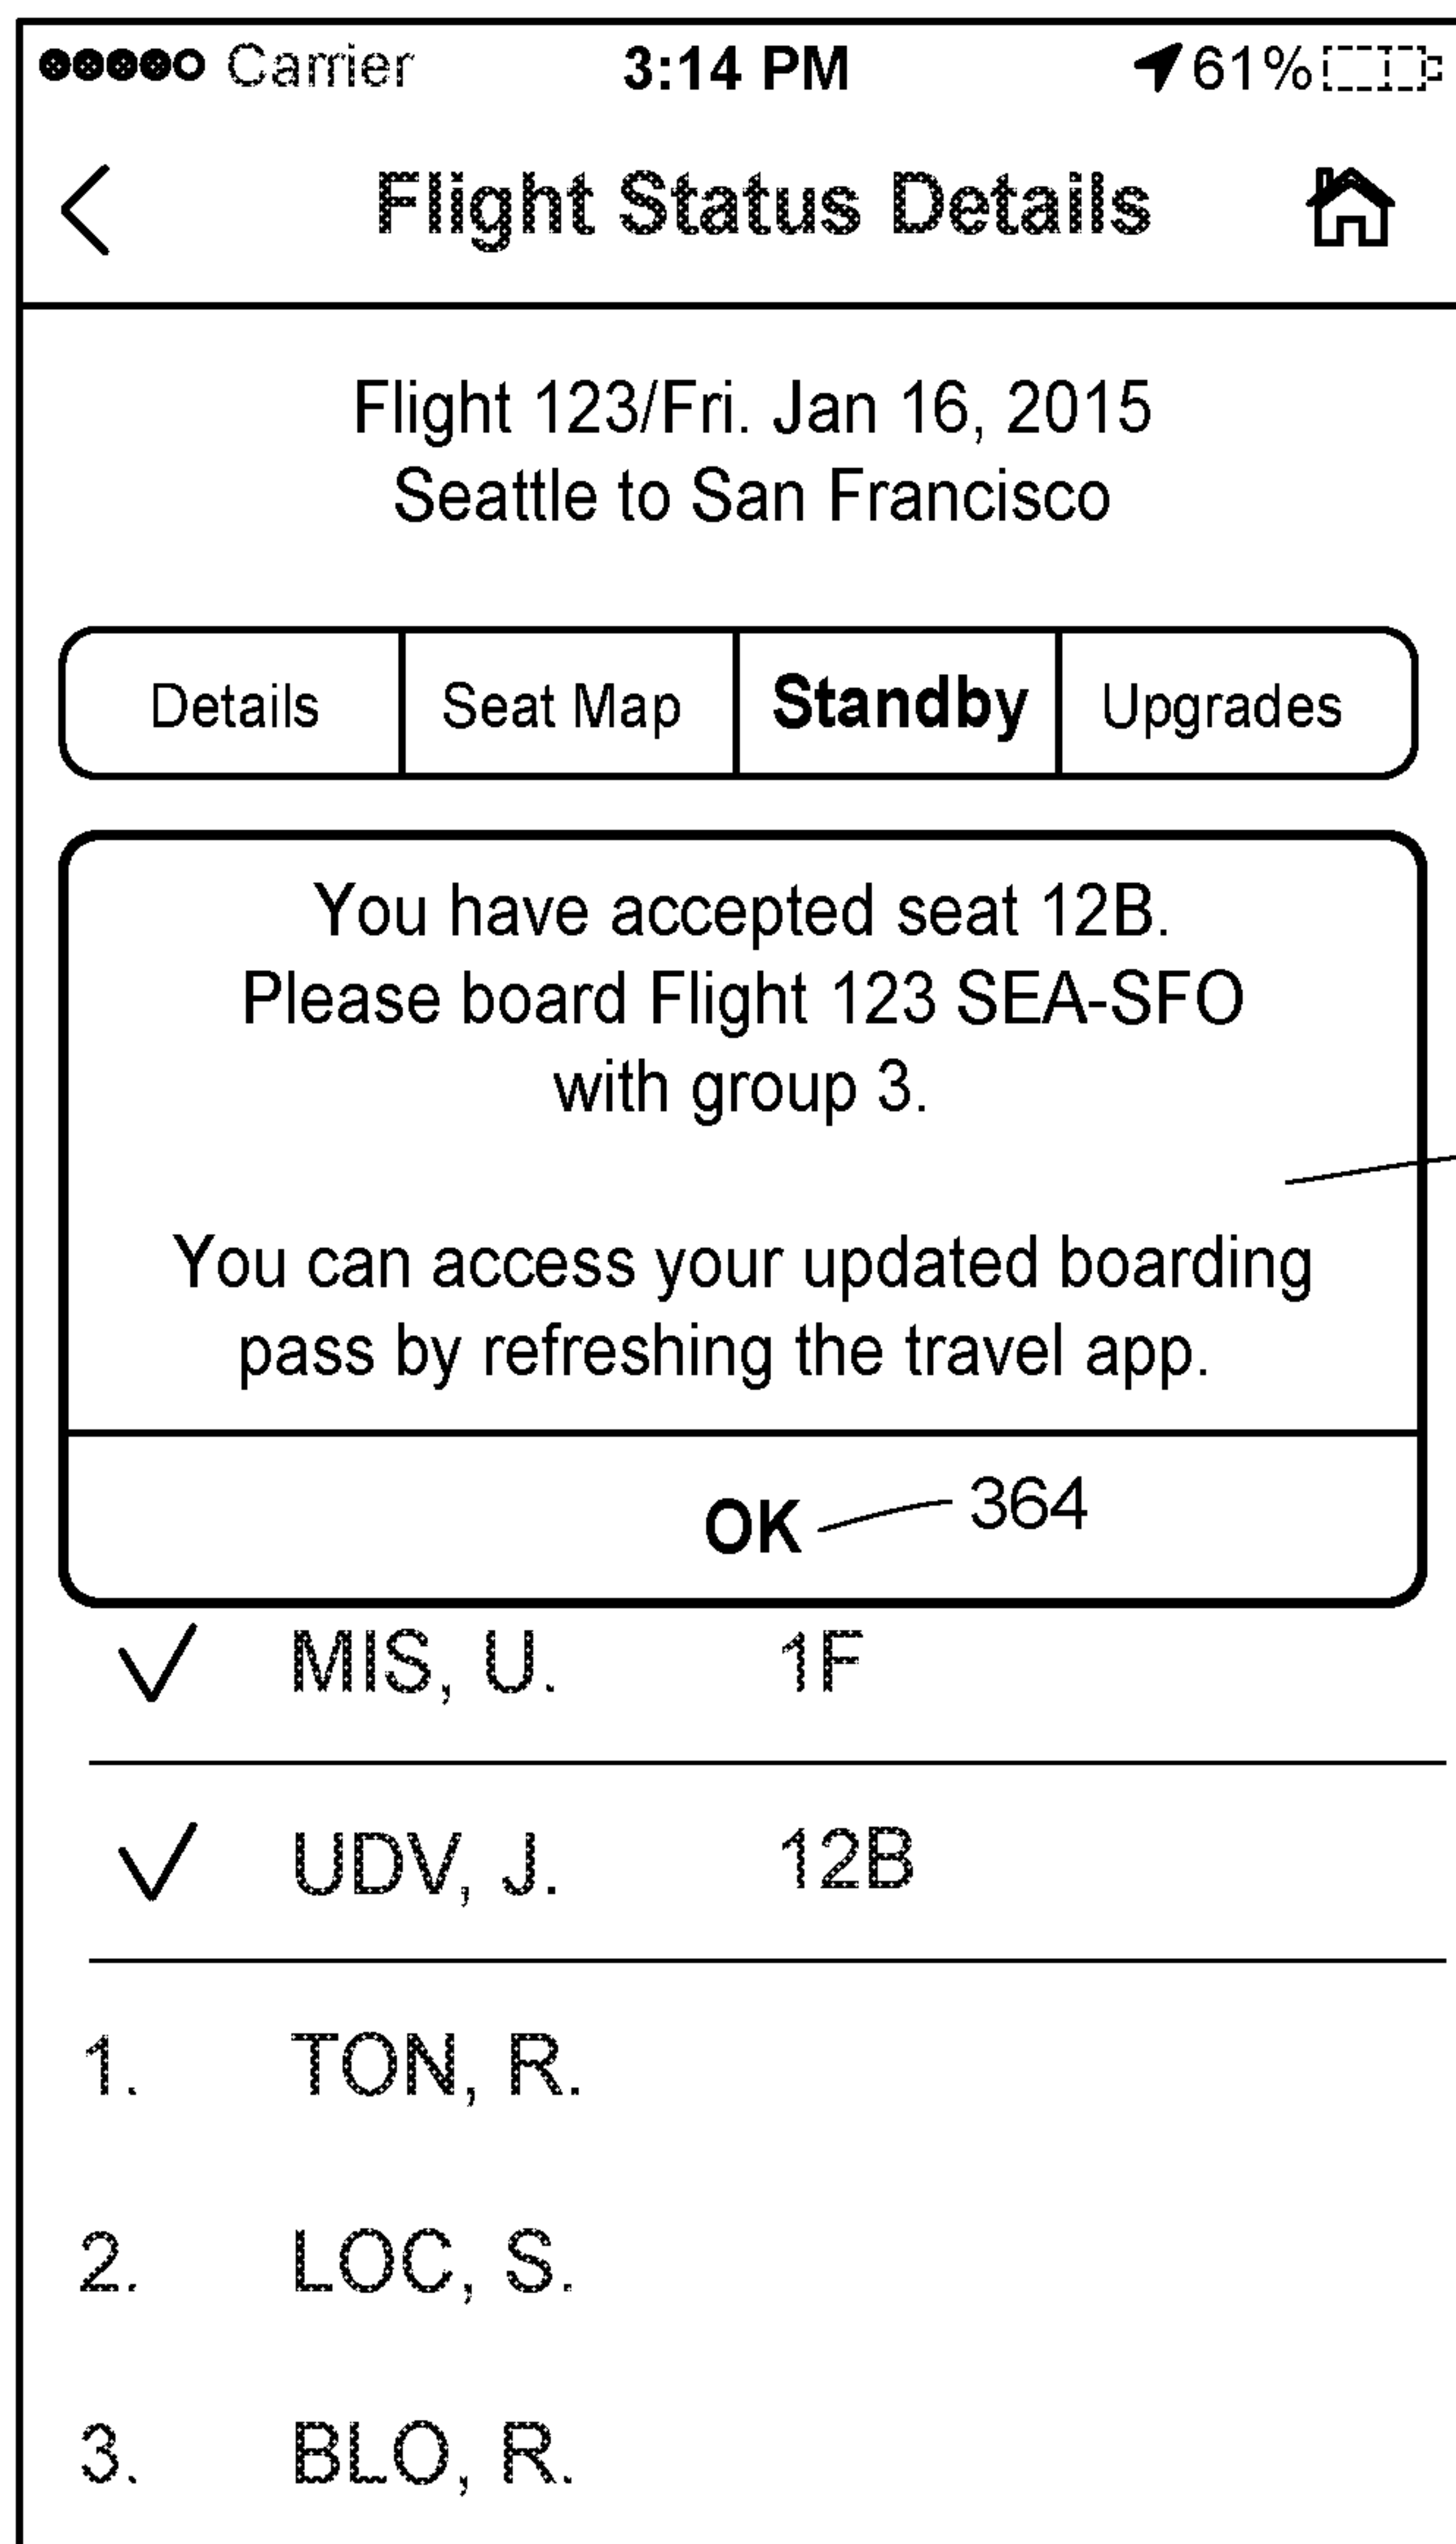 Carrier 3:14 PM 61%
Flight Status Details
Flight 123/Fri. Jan 16, 2015
Seattle to San Francisco
Details Seat Map Standby Upgrades
You have accepted seat 12B.
Please board Flight 123 SEA-SFO
with group 3.
You can access your updated boarding
pass by refreshing the travel app.
OK 364
MIS, U. 1F
UDV, J. 12B
1. TON, R.
2. LOC, S.
3. BLO, R.